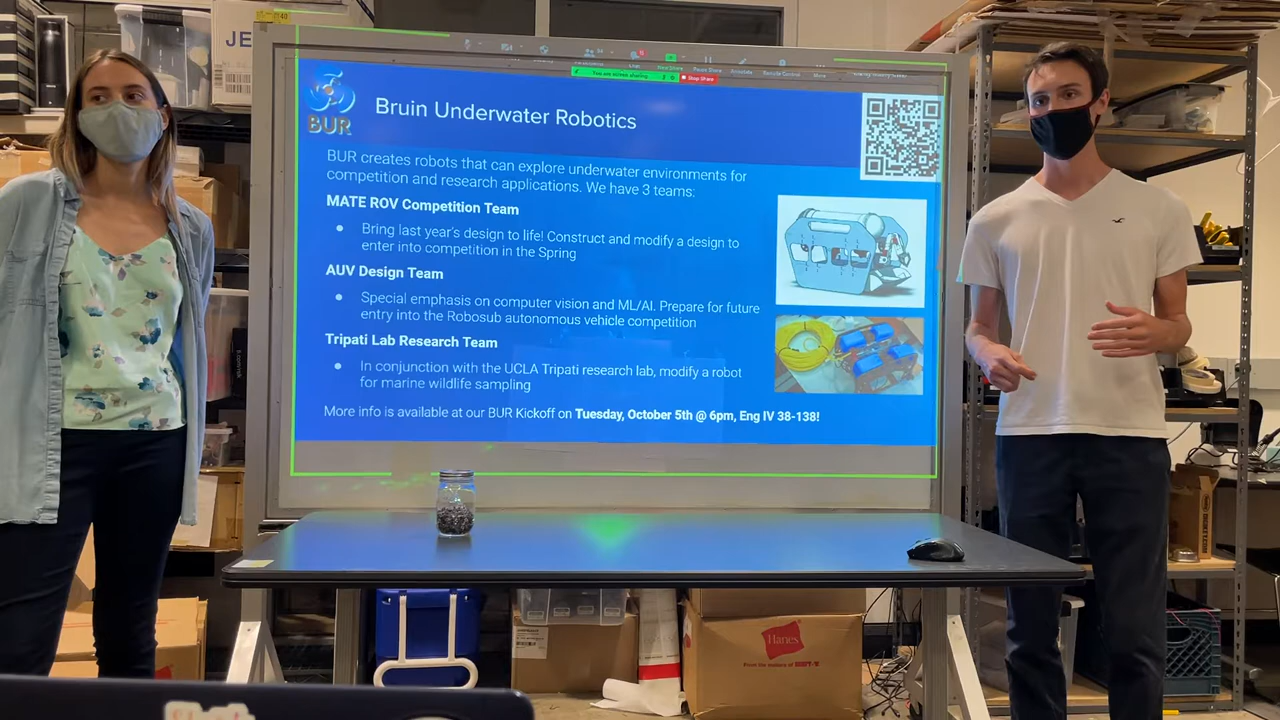 JE
You are screen sharing
Stop Share
BUR
Bruin Underwater Robotics
BUR creates robots that can explore underwater environments for
competition and research applications. We have 3 teams:
MATE ROV Competition Team
● Bring last year's design to life! Construct and modify a design to
enter into competition in the Spring
AUV Design Team
● Special emphasis on computer vision and ML/AI. Prepare for future
entry into the Robosub autonomous vehicle competition
Tripati Lab Research Team
● In conjunction with the UCLA Tripati research lab, modify a robot
for marine wildlife sampling
More info is available at our BUR Kickoff on Tuesday, October 5th @ 6pm, Eng IV 38-138!
Hanes